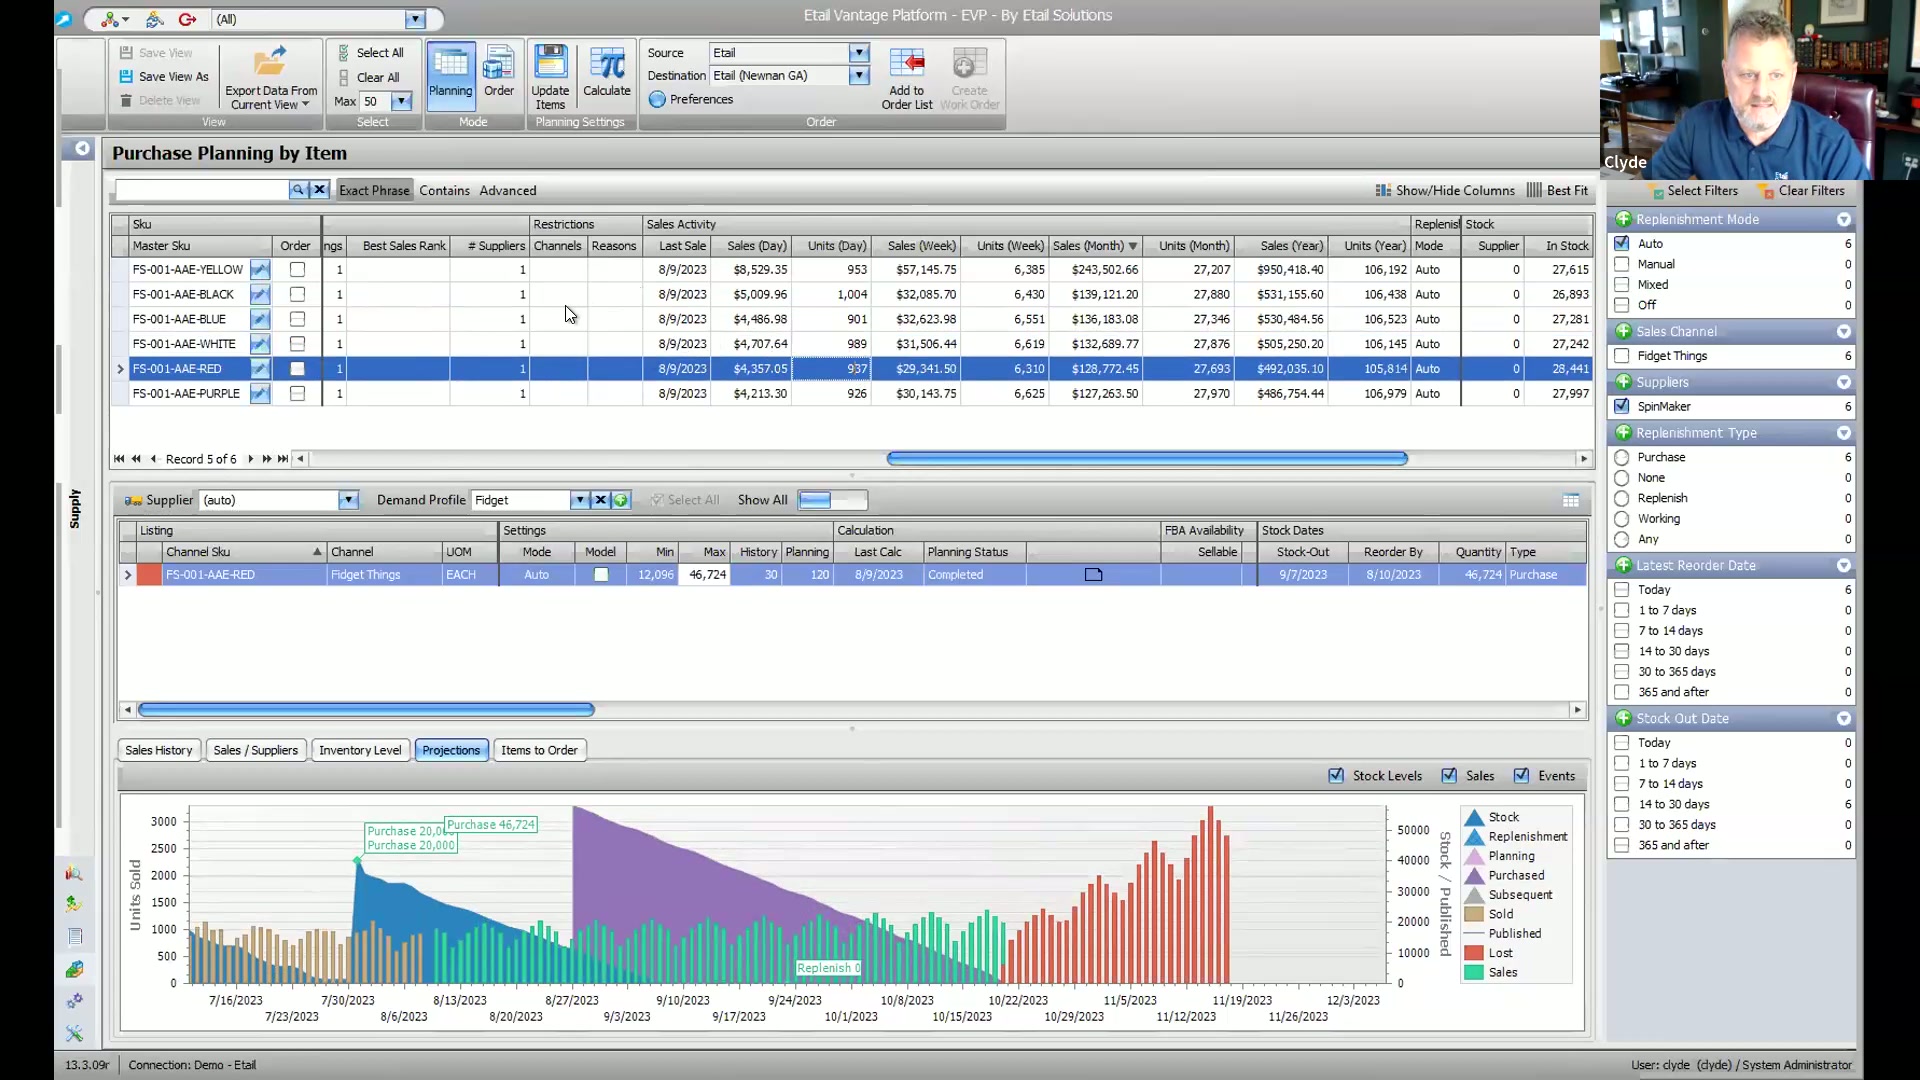 (All)
Etail Vantage Platform - EVP - By Etail Solutions
Save View
Save View As
Delete View
Export Data From
Current View
View
Select All
Clear All
Max 50
Select
Planning
Order
Mode
Update
Items
Calculate
Planning Settings
Source Etail
Destination Etail (Newnan GA)
Preferences
Add to
Order List
Create
Work Order
Order
Clyde
Purchase Planning by Item
Exact Phrase Contains Advanced
Show/Hide Columns Best Fit
Select Filters Clear Filters
Sku Restrictions Sales Activity Replenisl Stock
Master Sku Order ngs Best Sales Rank # Suppliers Channels Reasons Last Sale Sales (Day) Units (Day) Sales (Week) Units (Week) Sales (Month) Units (Month) Sales (Year) Units (Year) Mode Supplier In Stock
FS-001-AAE-YELLOW 1 1 8/9/2023 $8,529.35 953 $57,145.75 6,385 $243,502.66 27,207 $950,418.40 106,192 Auto 0 27,615
FS-001-AAE-BLACK 1 1 8/9/2023 $5,009.96 1,004 $32,085.70 6,430 $139,121.20 27,880 $531,155.60 106,438 Auto 0 26,893
FS-001-AAE-BLUE 1 1 8/9/2023 $4,486.98 901 $32,623.98 6,551 $136,183.08 27,346 $530,484.56 106,523 Auto 0 27,281
FS-001-AAE-WHITE 1 1 8/9/2023 $4,707.64 989 $31,506.44 6,619 $132,689.77 27,876 $505,250.20 106,145 Auto 0 27,242
FS-001-AAE-RED 1 1 8/9/2023 $4,357.05 937 $29,341.50 6,310 $128,772.45 27,693 $492,035.10 105,814 Auto 0 28,441
FS-001-AAE-PURPLE 1 1 8/9/2023 $4,213.30 926 $30,143.75 6,625 $127,263.50 27,970 $486,754.44 106,979 Auto 0 27,997
Record 5 of 6
Supply
Supplier (auto) Demand Profile Fidget Select All Show All
Listing Settings Calculation FBA Availability Stock Dates
Channel Sku Channel UOM Mode Model Min Max History Planning Last Calc Planning Status Sellable Stock-Out Reorder By Quantity Type
FS-001-AAE-RED Fidget Things EACH Auto 12,096 46,724 30 120 8/9/2023 Completed 9/7/2023 8/10/2023 46,724 Purchase
Sales History Sales / Suppliers Inventory Level Projections Items to Order
Stock Levels Sales Events
Units Sold
3000
2500
2000
1500
1000
500
0
Purchase 20,00
Purchase 20,000
Purchase 46,724
Replenish 0
50000
40000
30000
20000
10000
0
Stock / Published
7/16/2023 7/30/2023 8/13/2023 8/27/2023 9/10/2023 9/24/2023 10/8/2023 10/22/2023 11/5/2023 11/19/2023 12/3/2023
7/23/2023 8/6/2023 8/20/2023 9/3/2023 9/17/2023 10/1/2023 10/15/2023 10/29/2023 11/12/2023 11/26/2023
Stock
Replenishment
Planning
Purchased
Subsequent
Sold
Published
Lost
Sales
Replenishment Mode
Auto 6
Manual 0
Mixed 0
Off 0
Sales Channel
Fidget Things 6
Suppliers
SpinMaker 6
Replenishment Type
Purchase 6
None 0
Replenish 0
Working 0
Any 0
Latest Reorder Date
Today 6
1 to 7 days 0
7 to 14 days 0
14 to 30 days 0
30 to 365 days 0
365 and after 0
Stock Out Date
Today 0
1 to 7 days 0
7 to 14 days 0
14 to 30 days 6
30 to 365 days 0
365 and after 0
13.3.09r Connection: Demo - Etail
User: clyde (clyde) / System Administrator